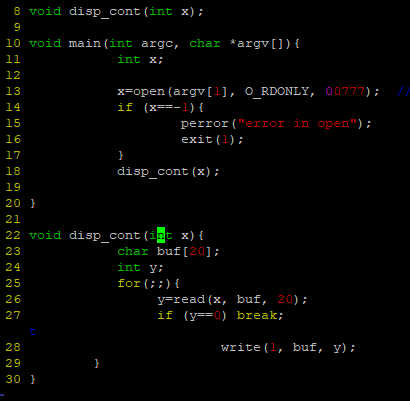 8 void disp_cont(int x);
9
10 void main(int argc, char *argv[]){
11 int x;
12
13 x=open(argv[1], O_RDONLY, 00777); //
14 if (x==-1){
15 perror("error in open");
16 exit(1);
17 }
18 disp_cont(x);
19
20 }
21
22 void disp_cont(int x){
23 char buf[20];
24 int y;
25 for(;;){
26 y=read(x, buf, 20);
27 if (y==0) break;
t
28 write(1, buf, y);
29 }
30 }
~